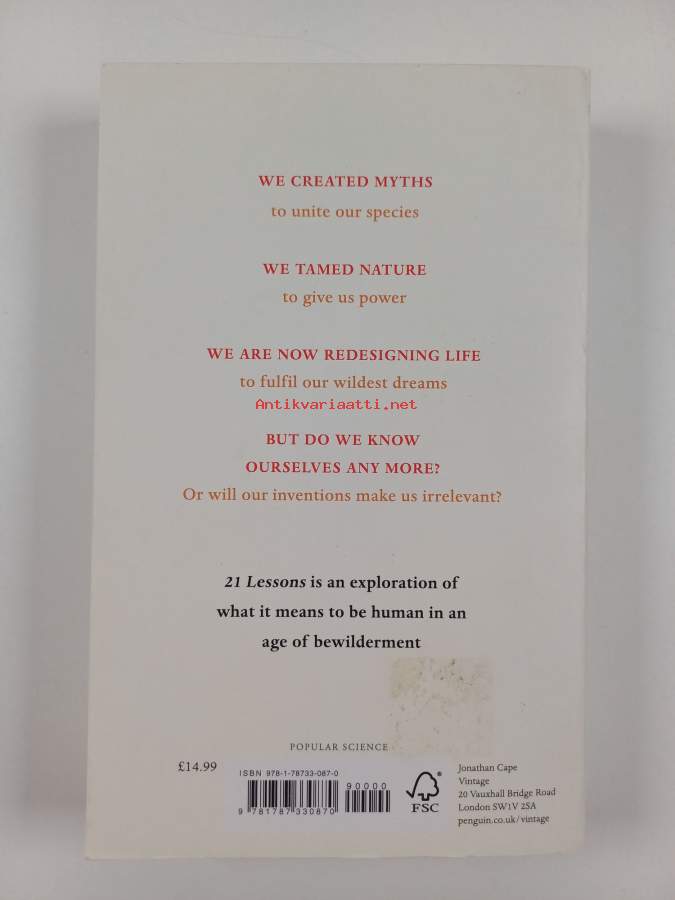 WE CREATED MYTHS
to unite our species
WE TAMED NATURE
to give us power
WE ARE NOW REDESIGNING LIFE
to fulfil our wildest dreams
Antikvariaatti.net
BUT DO WE KNOW
OURSELVES ANY MORE?
Or will our inventions make us irrelevant?
21 Lessons is an exploration of
what it means to be human in an
age of bewilderment
POPULAR SCIENCE
£14.99
ISBN 978-1-78733-087-0
90000
9 781787 330870
FSC
Jonathan Cape
Vintage
20 Vauxhall Bridge Road
London SW1V 2SA
penguin.co.uk/vintage